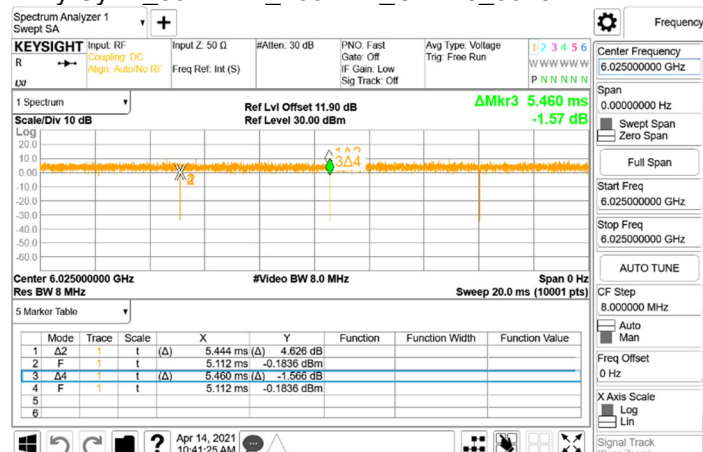 Spectrum Analyzer 1
Swept SA
Frequency
KEYSIGHT
Input: RF
Coupling: DC
Align: Auto/No RF
Input Z: 50 Ω
Freq Ref: Int (S)
#Atten: 30 dB
PNO: Fast
Gate: Off
IF Gain: Low
Sig Track: Off
Avg Type: Voltage
Trig: Free Run
1 2 3 4 5 6
W W W W W W
P N N N N N
R
LXI
1 Spectrum
Scale/Div 10 dB
Ref Lvl Offset 11.90 dB
Ref Level 30.00 dBm
ΔMkr3 5.460 ms
-1.57 dB
Log
20.0
10.0
0.00
-10.0
-20.0
-30.0
-40.0
-50.0
-60.0
1Δ2
3Δ4
Center 6.025000000 GHz
#Video BW 8.0 MHz
Span 0 Hz
Res BW 8 MHz
Sweep 20.0 ms (10001 pts)
5 Marker Table
Mode Trace Scale X Y Function Function Width Function Value
1 Δ2 1 t (Δ) 5.444 ms (Δ) 4.626 dB
2 F 1 t 5.112 ms -0.1836 dBm
3 Δ4 1 t (Δ) 5.460 ms (Δ) -1.566 dB
4 F 1 t 5.112 ms -0.1836 dBm
5
6
?
Apr 14, 2021
10:41:25 AM
Center Frequency
6.025000000 GHz
Span
0.00000000 Hz
Swept Span
Zero Span
Full Span
Start Freq
6.025000000 GHz
Stop Freq
6.025000000 GHz
AUTO TUNE
CF Step
8.000000 MHz
Auto
Man
Freq Offset
0 Hz
X Axis Scale
Log
Lin
Signal Track